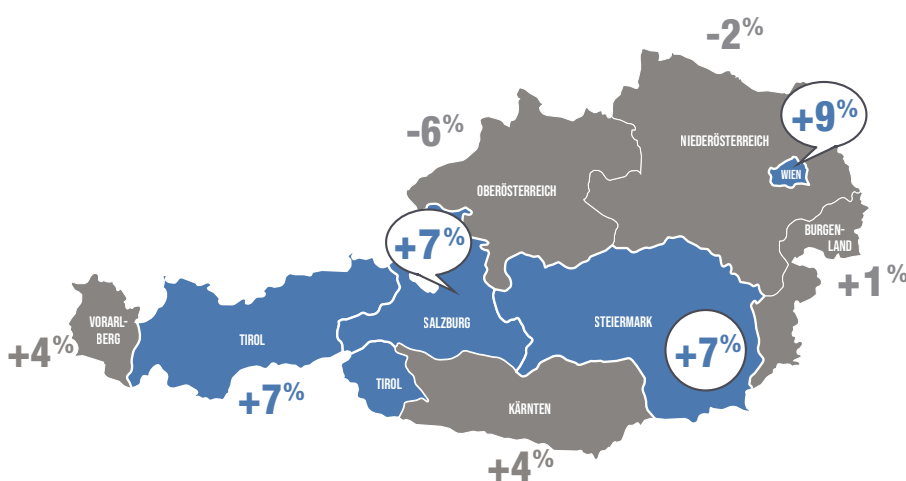 -2%
+9%
-6%
NIEDERÖSTERREICH
WIEN
OBERÖSTERREICH
+7%
BURGEN-
LAND
+1%
VORARL-
BERG
TIROL
SALZBURG
STEIERMARK
+4%
+7%
+7%
TIROL
KÄRNTEN
+4%